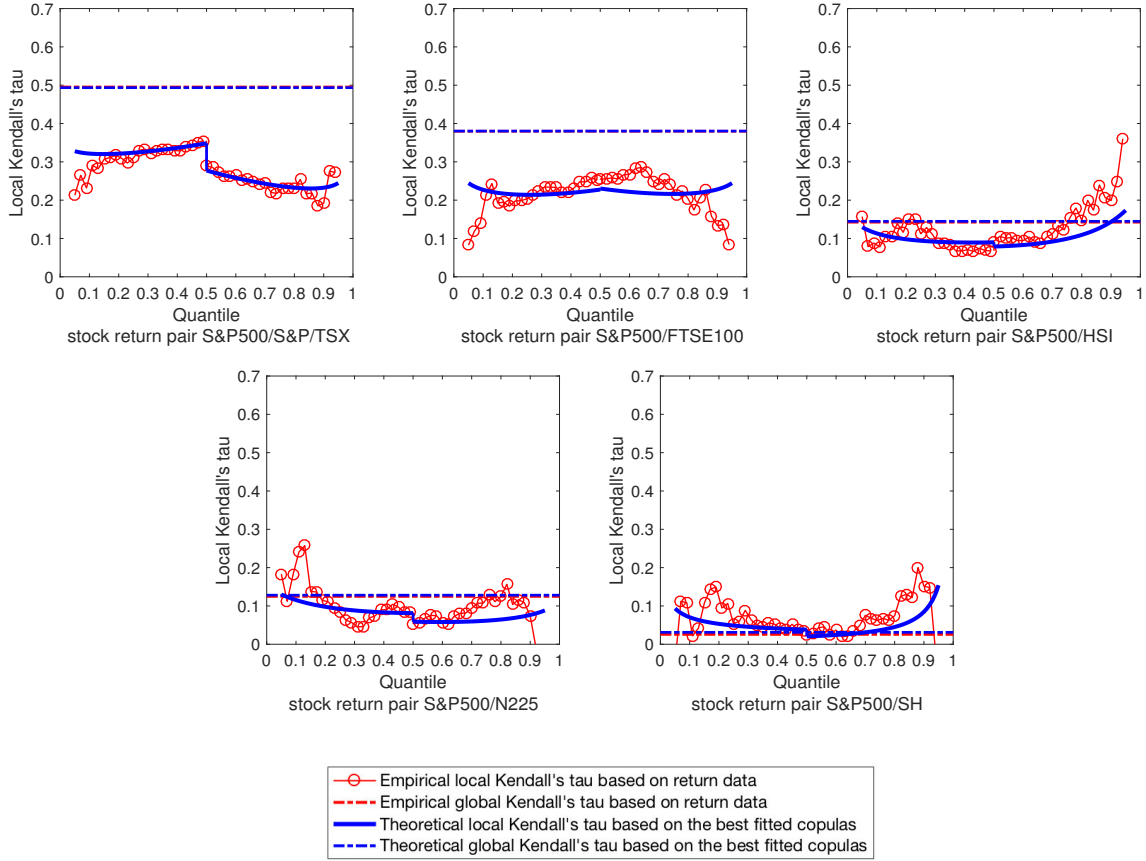 0.7
0.6
0.5
0.4
0.3
0.2
0.1
0
Local Kendall's tau
0 0.1 0.2 0.3 0.4 0.5 0.6 0.7 0.8 0.9 1
Quantile
stock return pair S&P500/S&P/TSX
0.7
0.6
0.5
0.4
0.3
0.2
0.1
0
Local Kendall's tau
0 0.1 0.2 0.3 0.4 0.5 0.6 0.7 0.8 0.9 1
Quantile
stock return pair S&P500/FTSE100
0.7
0.6
0.5
0.4
0.3
0.2
0.1
0
Local Kendall's tau
0 0.1 0.2 0.3 0.4 0.5 0.6 0.7 0.8 0.9 1
Quantile
stock return pair S&P500/HSI
0.7
0.6
0.5
0.4
0.3
0.2
0.1
0
Local Kendall's tau
0 0.1 0.2 0.3 0.4 0.5 0.6 0.7 0.8 0.9 1
Quantile
stock return pair S&P500/N225
0.7
0.6
0.5
0.4
0.3
0.2
0.1
0
Local Kendall's tau
0 0.1 0.2 0.3 0.4 0.5 0.6 0.7 0.8 0.9 1
Quantile
stock return pair S&P500/SH
Empirical local Kendall's tau based on return data
Empirical global Kendall's tau based on return data
Theoretical local Kendall's tau based on the best fitted copulas
Theoretical global Kendall's tau based on the best fitted copulas